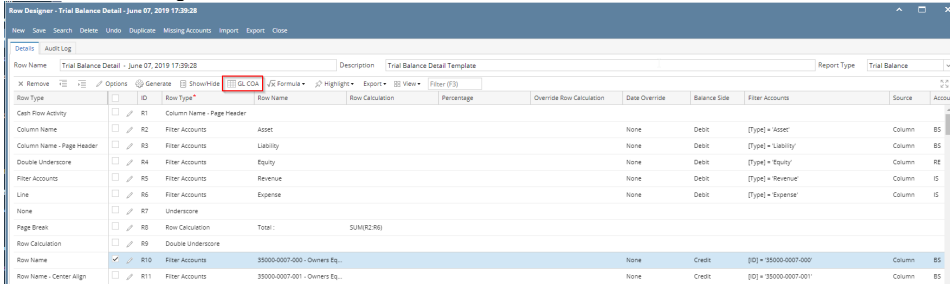 Row Designer - Trial Balance Detail - June 07, 2019 17:39:28
New Save Search Delete Undo Duplicate Missing Accounts Import Export Close
Details Audit Log
Row Name Trial Balance Detail - June 07, 2019 17:39:28 Description Trial Balance Detail Template Report Type Trial Balance
Remove Options Generate Show/Hide GL COA Formula Highlight Export View Filter (F3)
Row Type ID Row Type* Row Name Row Calculation Percentage Override Row Calculation Date Override Balance Side Filter Accounts Source Accou
Cash Flow Activity R1 Column Name - Page Header
Column Name R2 Filter Accounts Asset None Debit [Type] = 'Asset' Column BS
Column Name - Page Header R3 Filter Accounts Liability None Debit [Type] = 'Liability' Column BS
Double Underscore R4 Filter Accounts Equity None Debit [Type] = 'Equity' Column RE
Filter Accounts R5 Filter Accounts Revenue None Debit [Type] = 'Revenue' Column IS
Line R6 Filter Accounts Expense None Debit [Type] = 'Expense' Column IS
None R7 Underscore
Page Break R8 Row Calculation Total : SUM(R2:R6)
Row Calculation R9 Double Underscore
Row Name R10 Filter Accounts 35000-0007-000 - Owners Eq... None Credit [ID] = '35000-0007-000' Column BS
Row Name - Center Align R11 Filter Accounts 35000-0007-001 - Owners Eq... None Credit [ID] = '35000-0007-001' Column BS